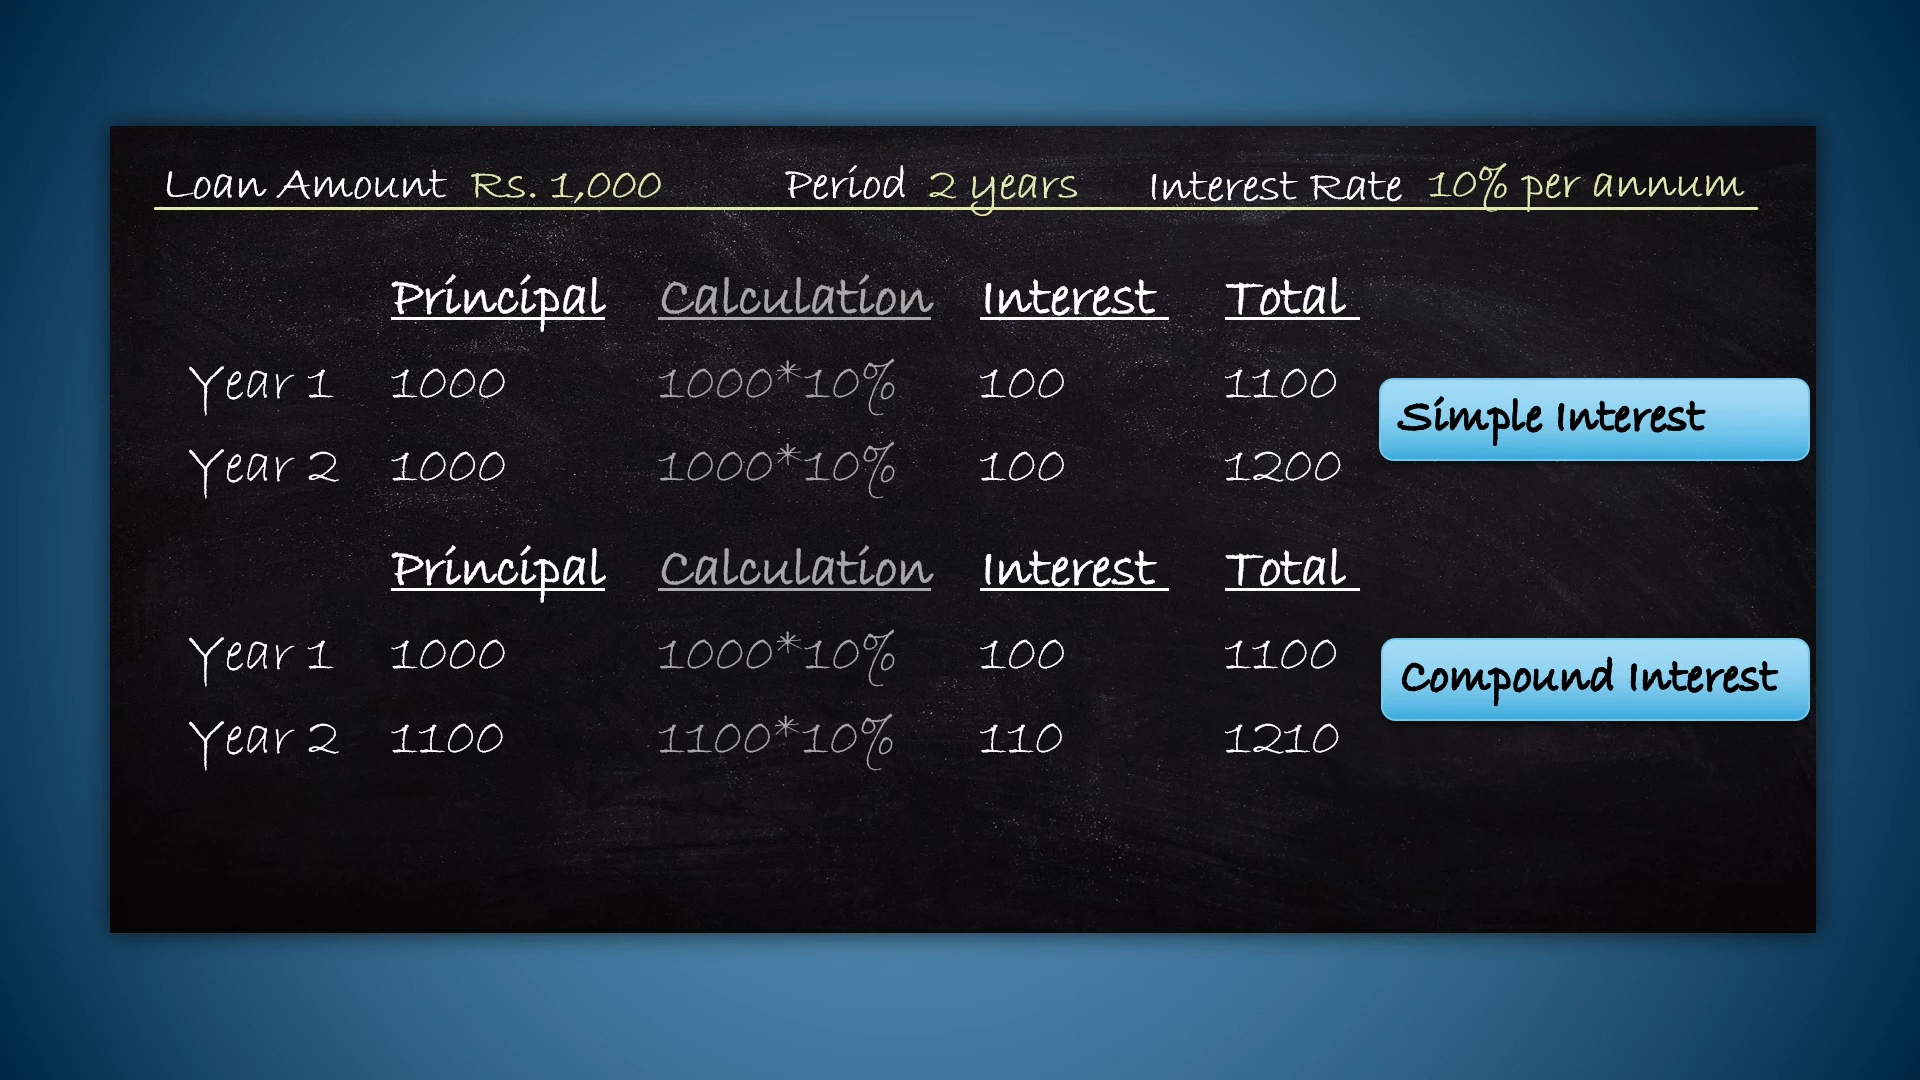 Loan Amount Rs. 1,000 Period 2 years Interest Rate 10% per annum
Principal Calculation Interest Total
Year 1 1000 1000*10% 100 1100
Simple Interest
Year 2 1000 1000*10% 100 1200
Principal Calculation Interest Total
Year 1 1000 1000*10% 100 1100
Compound Interest
Year 2 1100 1100*10% 110 1210